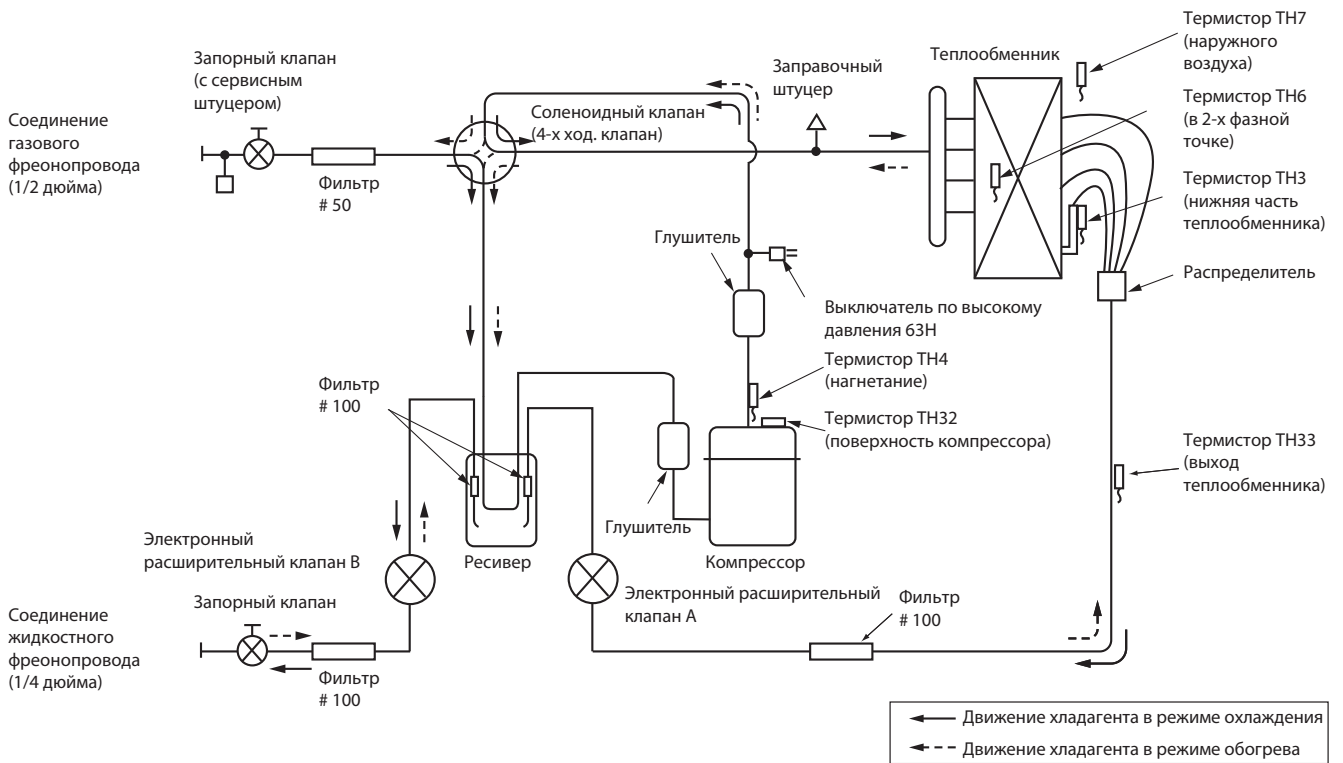 Запорный клапан
(с сервисным
штуцером)
Соединение
газового
фреонопровода
(1/2 дюйма)
Фильтр
# 50
Соленоидный клапан
(4-х ход. клапан)
Заправочный
штуцер
Теплообменник
Термистор TH7
(наружного
воздуха)
Термистор TH6
(в 2-х фазной
точке)
Термистор TH3
(нижняя часть
теплообменника)
Распределитель
Глушитель
Выключатель по высокому
давления 63H
Термистор TH4
(нагнетание)
Термистор TH32
(поверхность компрессора)
Термистор TH33
(выход
теплообменника)
Фильтр
# 100
Глушитель
Ресивер
Компрессор
Электронный
расширительный клапан B
Электронный расширительный
клапан A
Запорный клапан
Соединение
жидкостного
фреонопровода
(1/4 дюйма)
Фильтр
# 100
Фильтр
# 100
Движение хладагента в режиме охлаждения
Движение хладагента в режиме обогрева